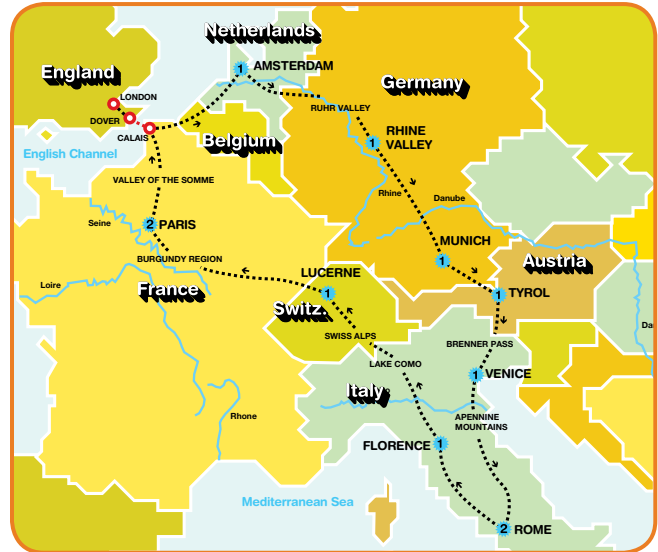 Netherlands
England
1
AMSTERDAM
Germany
LONDON
DOVER
CALAIS
RUHR VALLEY
Belgium
1
RHINE
VALLEY
English Channel
VALLEY OF THE SOMME
Rhine
Danube
Seine
2
PARIS
MUNICH
1
BURGUNDY REGION
Austria
LUCERNE
1
1
TYROL
Loire
France
Switz.
Da
SWISS ALPS
BRENNER PASS
LAKE COMO
1
VENICE
Italy
Rhone
APENNINE
MOUNTAINS
FLORENCE
1
Mediterranean Sea
2
ROME